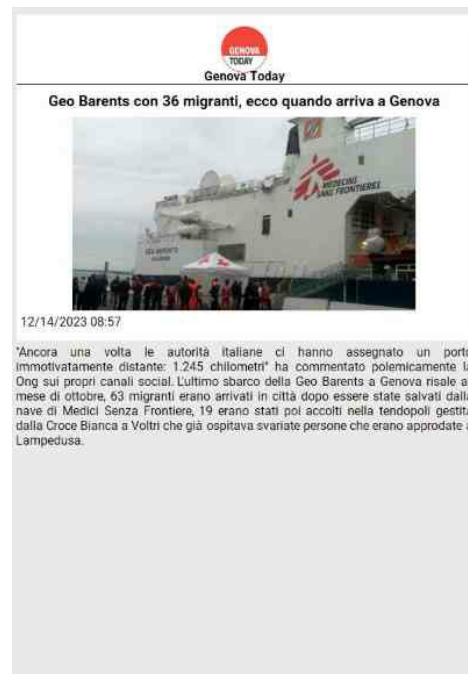 GENOVA
TODAY
Genova Today
Geo Barents con 36 migranti, ecco quando arriva a Genova
MEDECINS
SANS FRONTIERES
GEO BARENTS
12/14/2023 08:57
"Ancora una volta le autorità italiane ci hanno assegnato un porto
immotivatamente distante: 1.245 chilometri" ha commentato polemicamente la
Ong sui propri canali social. L'ultimo sbarco della Geo Barents a Genova risale a
mese di ottobre, 63 migranti erano arrivati in città dopo essere state salvati dalla
nave di Medici Senza Frontiere, 19 erano stati poi accolti nella tendopoli gestita
dalla Croce Bianca a Voltri che già ospitava svariate persone che erano approdate a
Lampedusa.